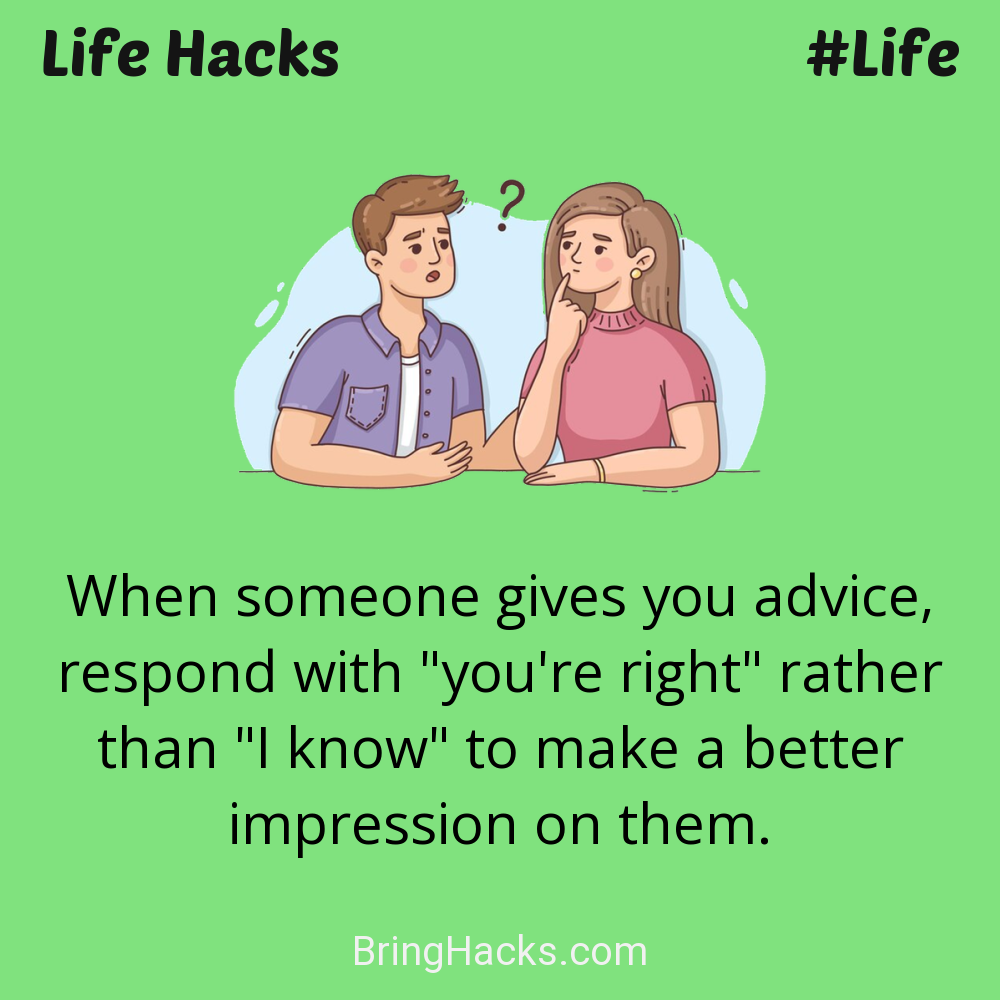 Life Hacks
#Life
?
When someone gives you advice,
respond with "you're right" rather
than "I know" to make a better
impression on them.
BringHacks.com